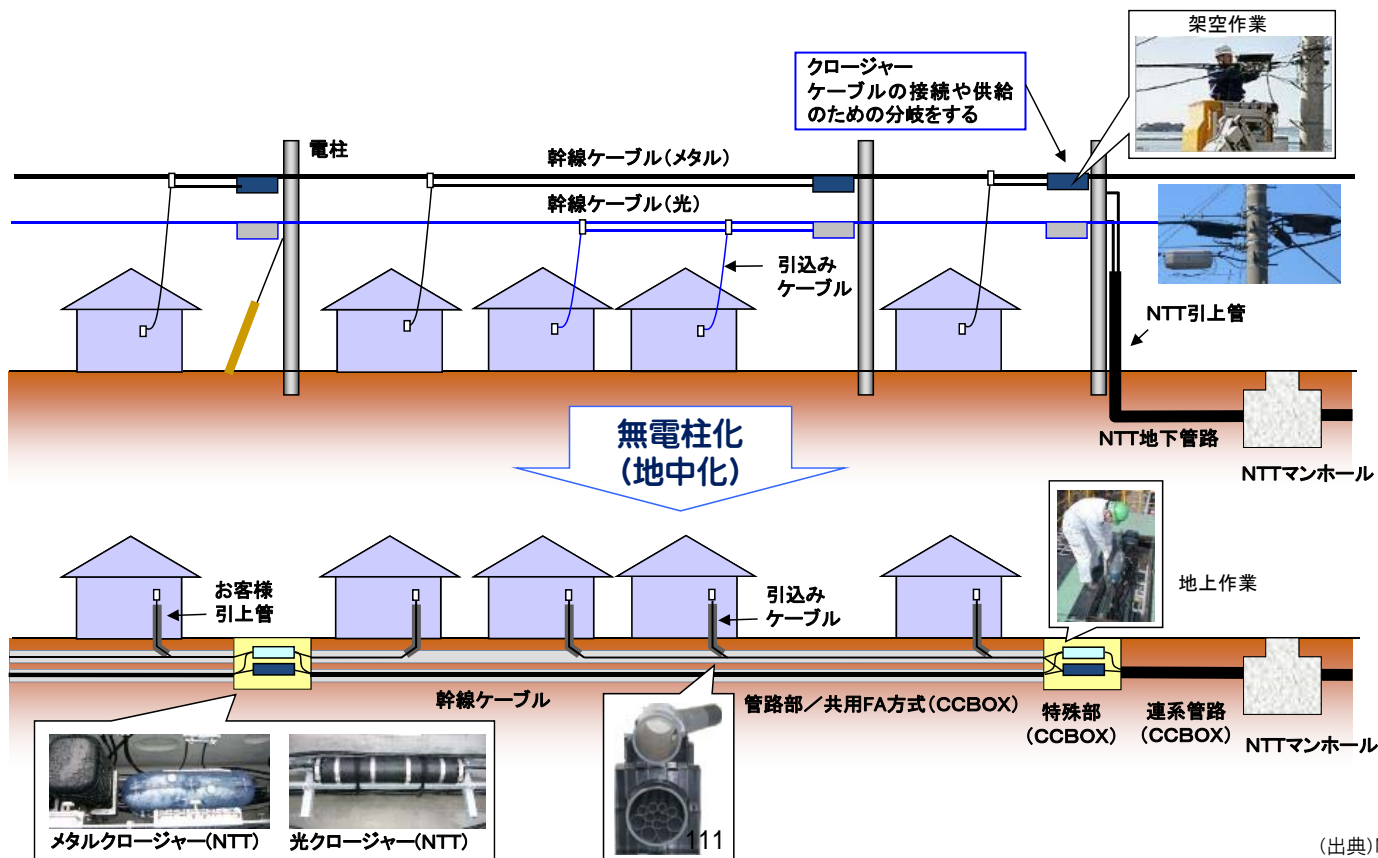 架空作業
クロージャー
ケーブルの接続や供給
のための分岐をする
電柱
幹線ケーブル(メタル)
幹線ケーブル(光)
引込み
ケーブル
NTT引上管
NTT地下管路
NTTマンホール
無電柱化
(地中化)
地上作業
お客様
引上管
引込み
ケーブル
幹線ケーブル
管路部/共用FA方式(CCBOX)
特殊部
(CCBOX)
連系管路
(CCBOX)
NTTマンホール
メタルクロージャー(NTT)
光クロージャー(NTT)
111
(出典)